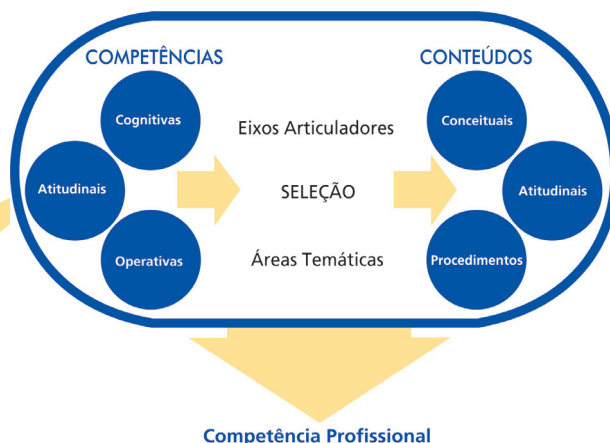 COMPETÊNCIAS
Cognitivas
Atitudinais
Operativas
Eixos Articuladores
SELEÇÃO
Áreas Temáticas
CONTEÚDOS
Conceituais
Atitudinais
Procedimentos
Competência Profissional